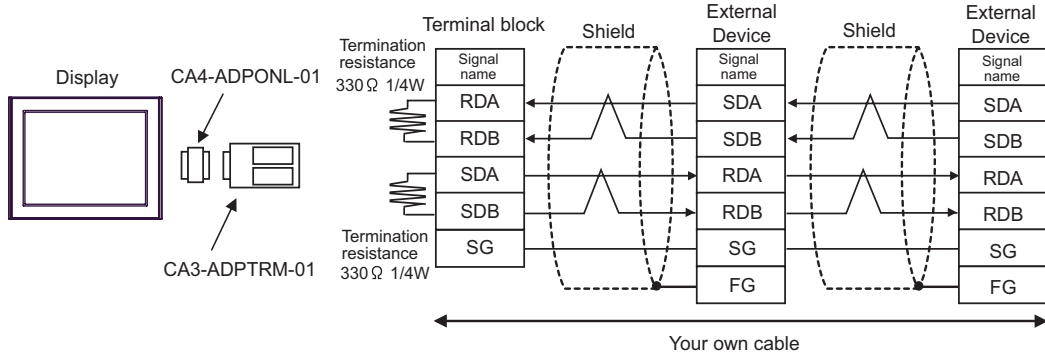 Display
CA4-ADPONL-01
CA3-ADPTRM-01
Termination
resistance
330Ω 1/4W
Termination
resistance
330Ω 1/4W
Terminal block
Signal
name
RDA
RDB
SDA
SDB
SG
Shield
External
Device
Signal
name
SDA
SDB
RDA
RDB
SG
FG
Shield
External
Device
Signal
name
SDA
SDB
RDA
RDB
SG
FG
Your own cable